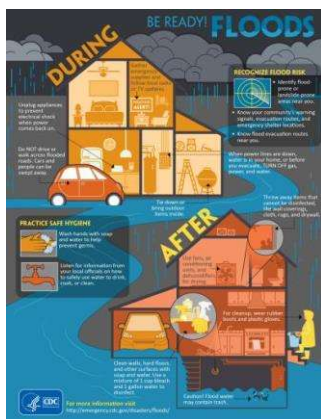 BE READY! FLOODS
DURING
Gather
emergency
supplies and
follow local radio
or TV updates.
Unplug appliances
to prevent
electrical shock
when power
comes back on.
Do NOT drive or
walk across flooded
roads. Cars and
people can be
swept away.
Tie down or
bring outdoor
items inside.
RECOGNIZE FLOOD RISK
• Identify flood-
prone or
landslide-prone
areas near you.
• Know your community's warning
signals, evacuation routes, and
emergency shelter locations.
• Know flood evacuation routes
near you.
When power lines are down,
water is in your home, or before
you evacuate, TURN OFF gas,
power, and water.
Throw away items that
cannot be disinfected,
like wall coverings,
cloth, rugs, and drywall.
AFTER
PRACTICE SAFE HYGIENE
Wash hands with soap
and water to help
prevent germs.
Listen for information from
your local officials on how
to safely use water to drink,
cook, or clean.
Use fans, air
conditioning
units, and
dehumidifiers
for drying.
For cleanup, wear rubber
boots and plastic gloves.
Clean walls, hard floors,
and other surfaces with
soap and water. Use a
mixture of 1 cup bleach
and 1 gallon water to
disinfect.
Caution! Flood water
may contain trash.
CDC
For more information visit
http://emergency.cdc.gov/disasters/floods/